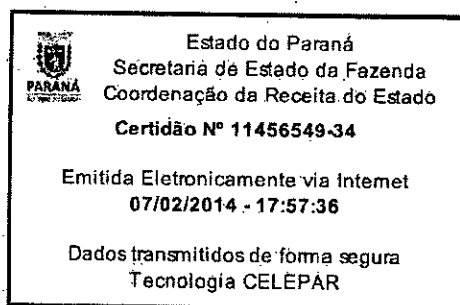 Estado do Paraná
Secretaria de Estado da Fazenda
PARANÁ
Coordenação da Receita do Estado
Certidão Nº 11456549-34
Emitida Eletronicamente via Internet
07/02/2014 - 17:57:36
Dados transmitidos de forma segura
Tecnologia CELEPAR